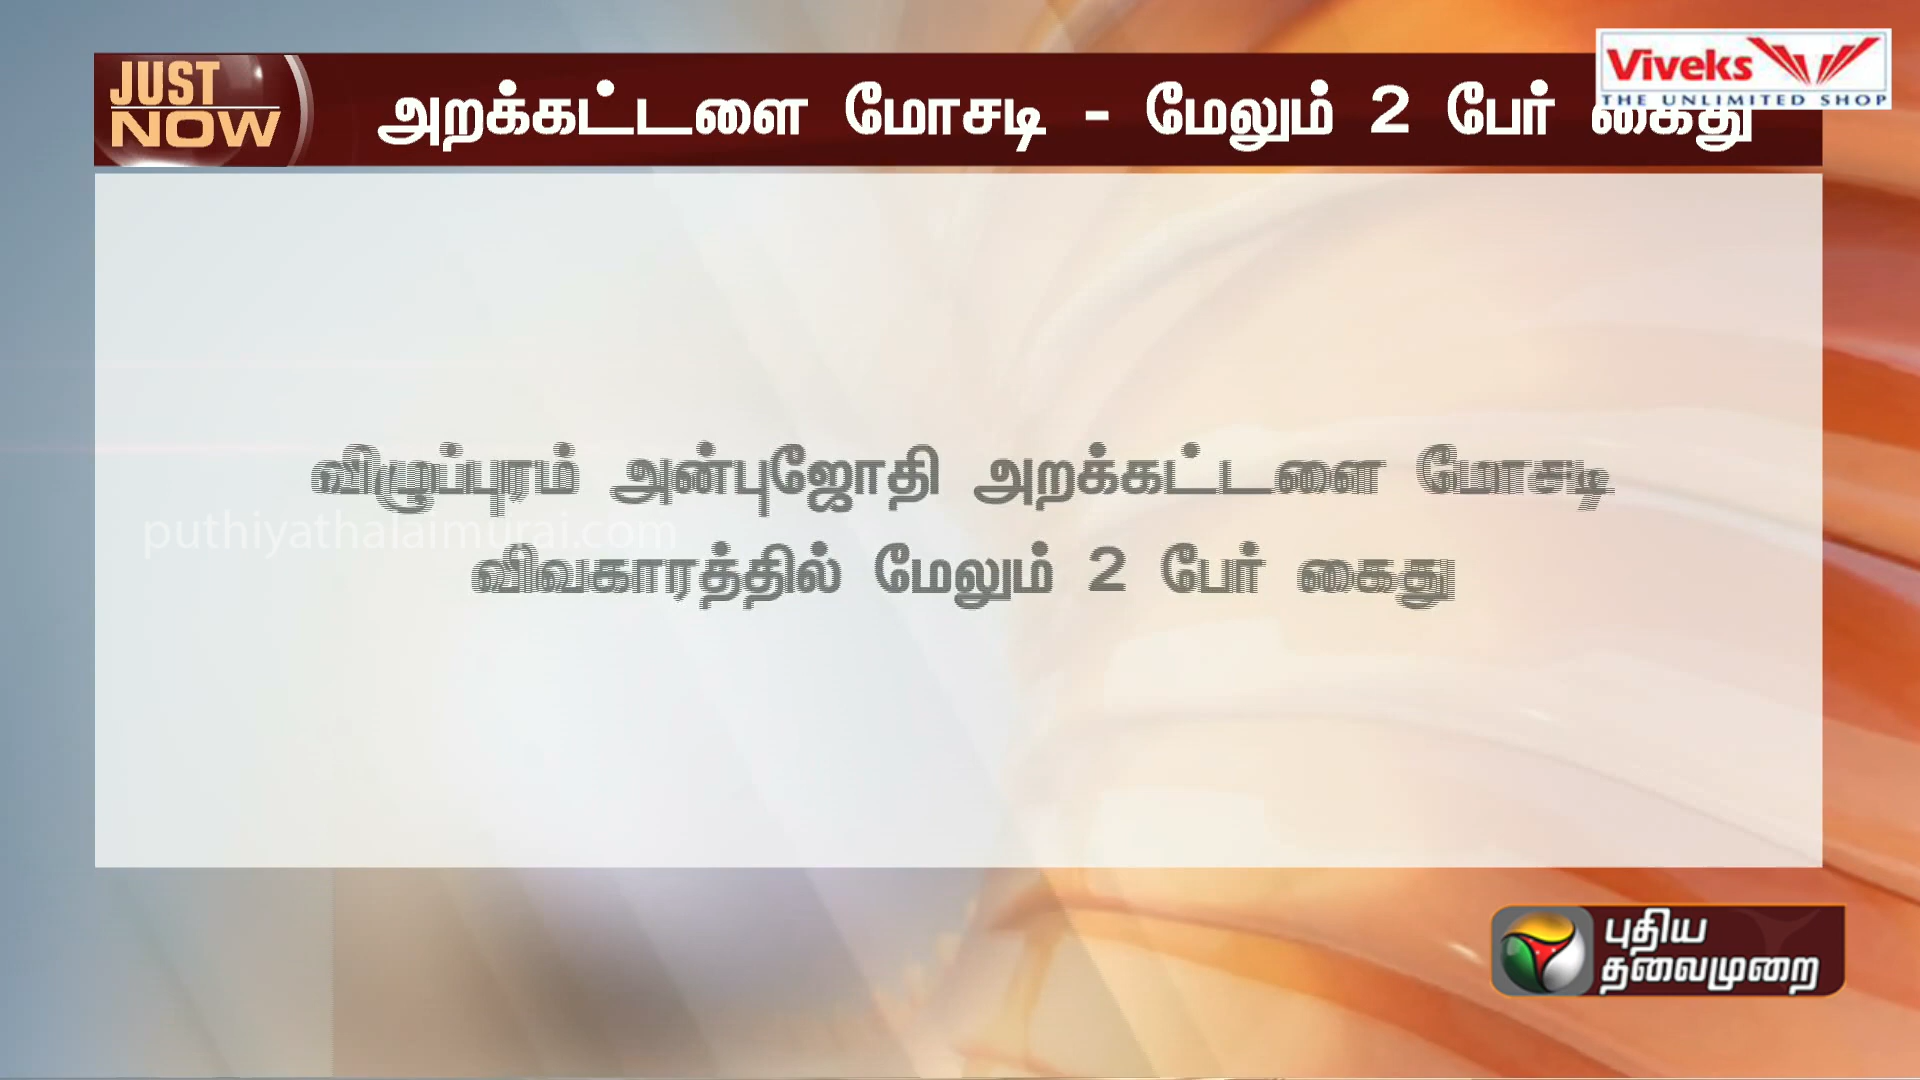 JUST
NOW
அறக்கட்டளை மோசடி - மேலும் 2 பேர் கைது
Viveks
THE UNLIMITED SHOP
விழுப்புரம் அன்புஜோதி அறக்கட்டளை மோசடி
puthiyathalaimurai.com
விவகாரத்தில் மேலும் 2 பேர் கைது
புதிய
தலைமுறை